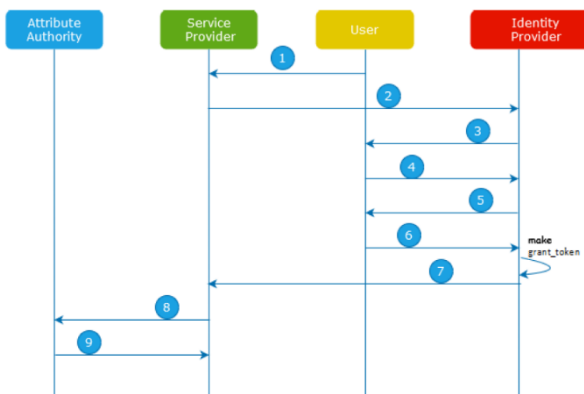 Attribute
Authority
Service
Provider
User
Identity
Provider
1
2
3
4
5
6
make
grant_token
7
8
9